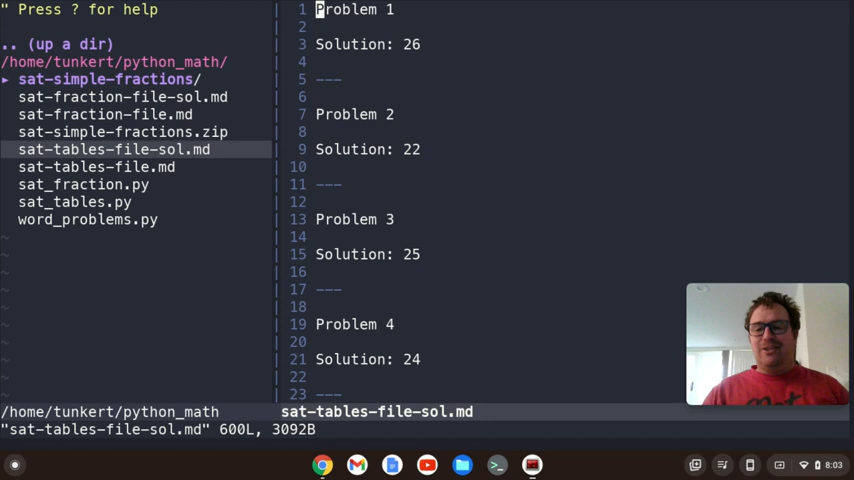 " Press ? for help
.. (up a dir)
/home/tunkert/python_math/
▸ sat-simple-fractions/
sat-fraction-file-sol.md
sat-fraction-file.md
sat-simple-fractions.zip
sat-tables-file-sol.md
sat-tables-file.md
sat_fraction.py
sat_tables.py
word_problems.py
~
~
~
~
~
~
~
~
~
~
1 Problem 1
2
3 Solution: 26
4
5 ---
6
7 Problem 2
8
9 Solution: 22
10
11 ---
12
13 Problem 3
14
15 Solution: 25
16
17 ---
18
19 Problem 4
20
21 Solution: 24
22
23 ---
/home/tunkert/python_math
sat-tables-file-sol.md
"sat-tables-file-sol.md" 600L, 3092B
8:03